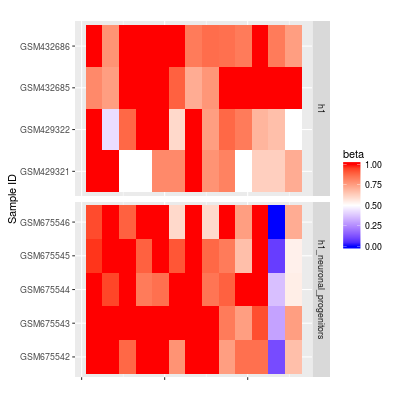 Sample ID
GSM432686
GSM432685
GSM429322
GSM429321
h1
GSM675546
GSM675545
GSM675544
GSM675543
GSM675542
h1_neuronal_progenitors
beta
1.00
0.75
0.50
0.25
0.00